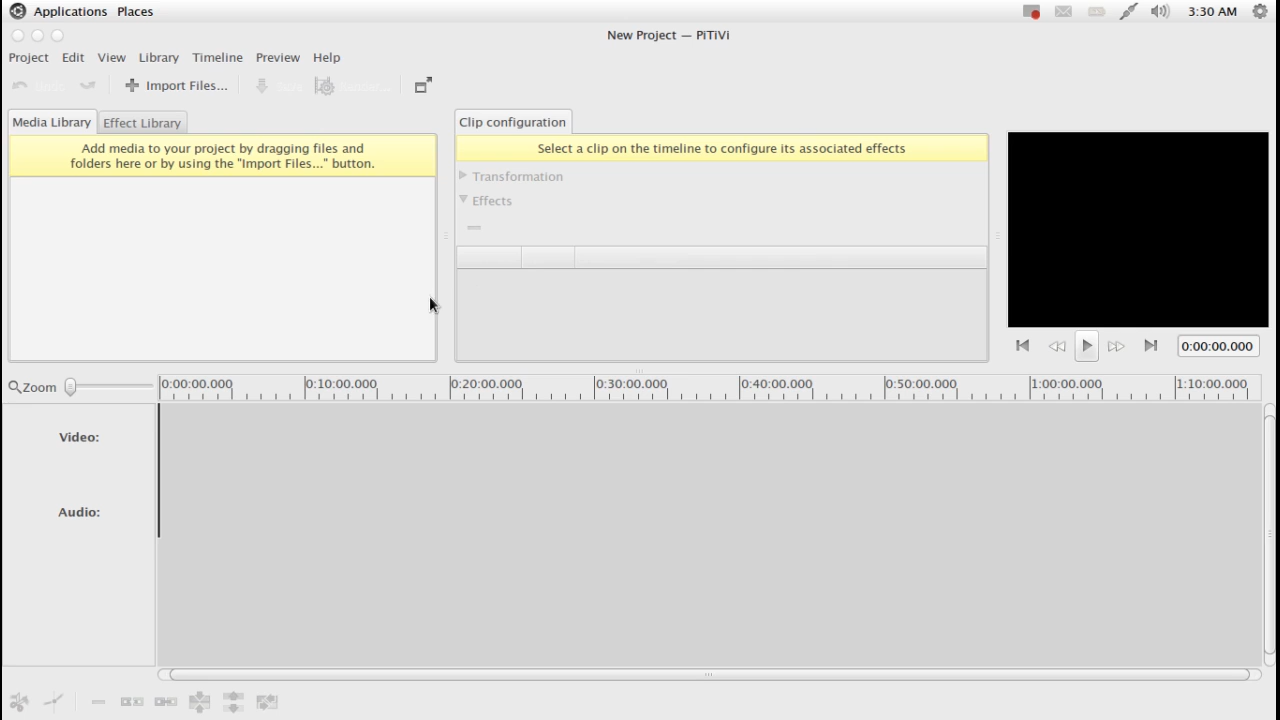 Applications Places 3:30 AM
New Project — PiTiVi
Project Edit View Library Timeline Preview Help
Undo Import Files... Save Render...
Media Library Effect Library Clip configuration
Add media to your project by dragging files and
folders here or by using the "Import Files..." button.
Select a clip on the timeline to configure its associated effects
Transformation
Effects
0:00:00.000
Zoom 0:00:00.000 0:10:00.000 0:20:00.000 0:30:00.000 0:40:00.000 0:50:00.000 1:00:00.000 1:10:00.000
Video:
Audio: